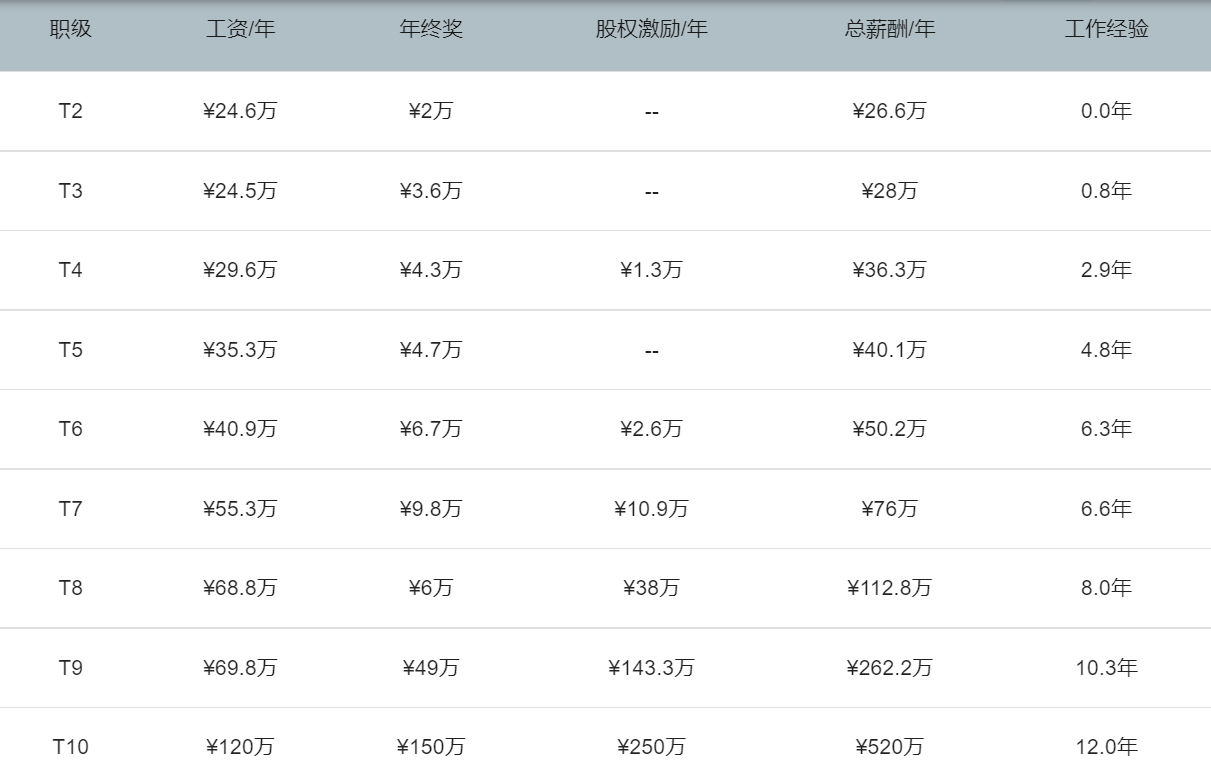 职级 工资/年 年终奖 股权激励/年 总薪酬/年 工作经验
T2 ¥24.6万 ¥2万 -- ¥26.6万 0.0年
T3 ¥24.5万 ¥3.6万 -- ¥28万 0.8年
T4 ¥29.6万 ¥4.3万 ¥1.3万 ¥36.3万 2.9年
T5 ¥35.3万 ¥4.7万 -- ¥40.1万 4.8年
T6 ¥40.9万 ¥6.7万 ¥2.6万 ¥50.2万 6.3年
T7 ¥55.3万 ¥9.8万 ¥10.9万 ¥76万 6.6年
T8 ¥68.8万 ¥6万 ¥38万 ¥112.8万 8.0年
T9 ¥69.8万 ¥49万 ¥143.3万 ¥262.2万 10.3年
T10 ¥120万 ¥150万 ¥250万 ¥520万 12.0年